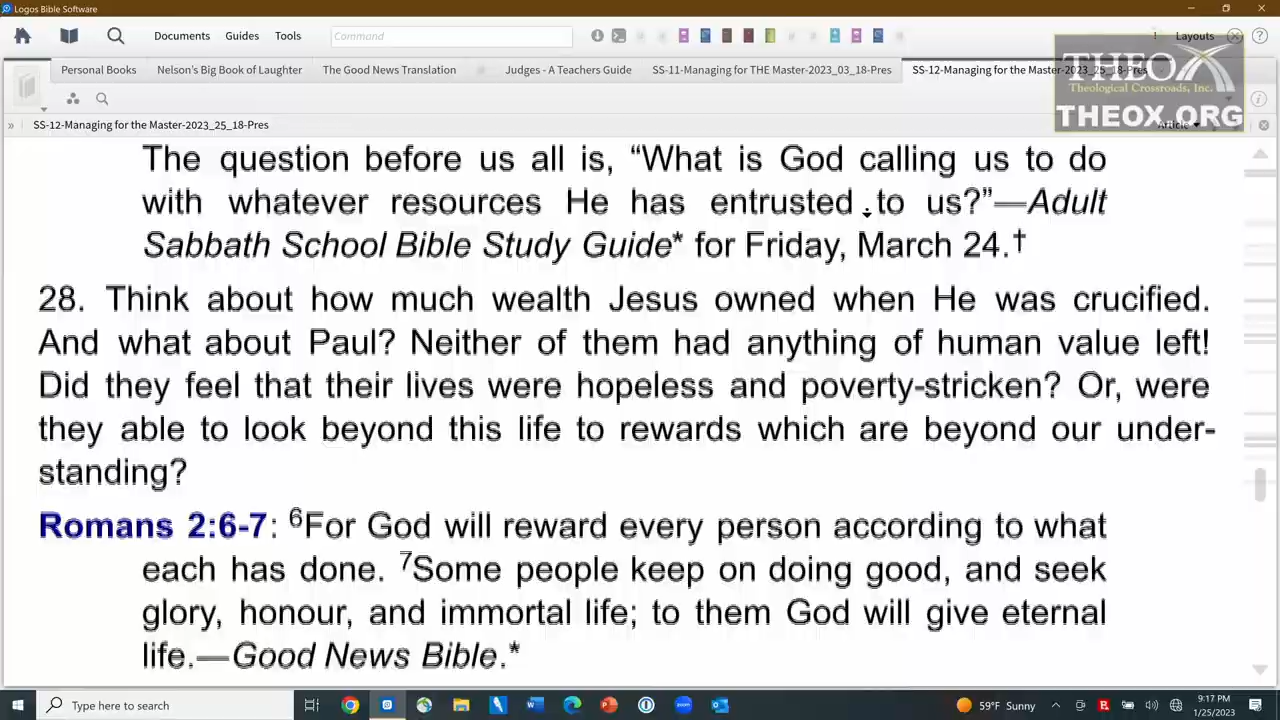 Logos Bible Software
Documents Guides Tools Command Layouts
Personal Books Nelson's Big Book of Laughter Judges - A Teachers Guide SS-11-Managing for THE Master-2023_03_18-Pres SS-12-Managing for the Master-2023_25_18-Pres
THEOX
Theological Crossroads, Inc.
THEOX.ORG
SS-12-Managing for the Master-2023_25_18-Pres
The question before us all is, “What is God calling us to do
with whatever resources He has entrusted to us?”—Adult
Sabbath School Bible Study Guide* for Friday, March 24.†
28. Think about how much wealth Jesus owned when He was crucified.
And what about Paul? Neither of them had anything of human value left!
Did they feel that their lives were hopeless and poverty-stricken? Or, were
they able to look beyond this life to rewards which are beyond our under-
standing?
Romans 2:6-7: 6For God will reward every person according to what
each has done. 7Some people keep on doing good, and seek
glory, honour, and immortal life; to them God will give eternal
life.—Good News Bible.*
Type here to search 59°F Sunny 9:17 PM
1/25/2023